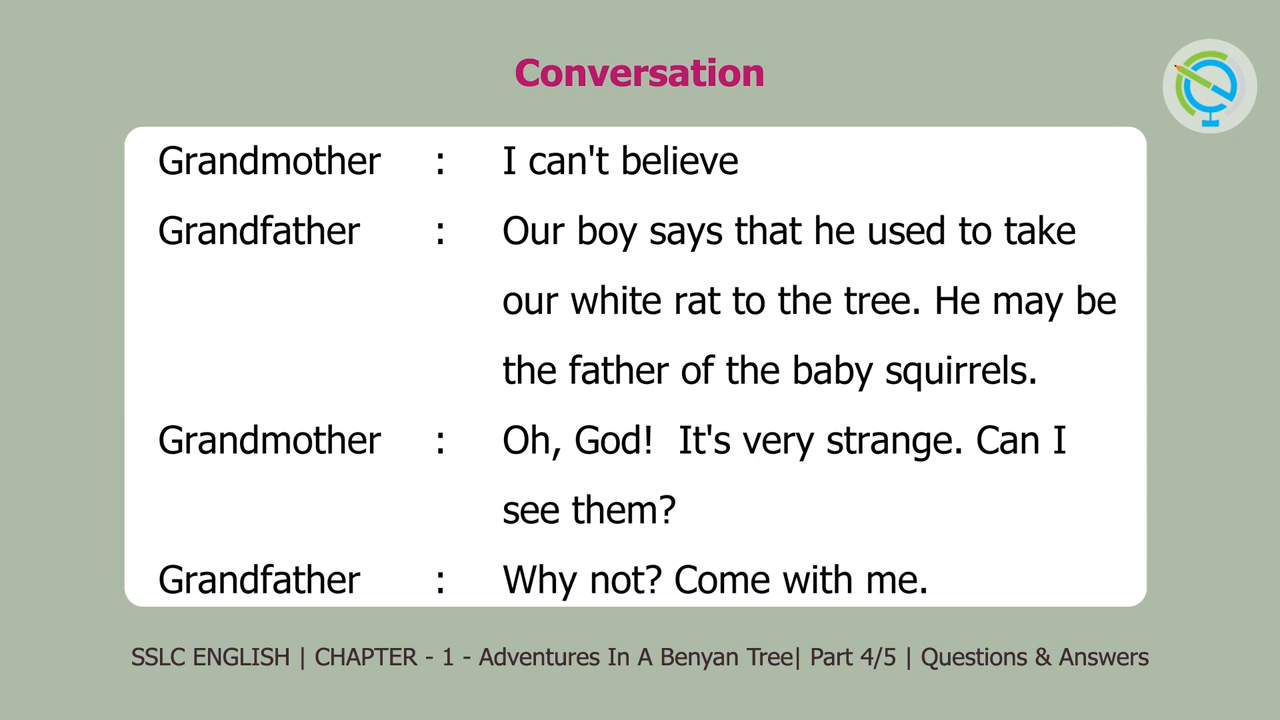 Conversation
Grandmother : I can't believe
Grandfather : Our boy says that he used to take
our white rat to the tree. He may be
the father of the baby squirrels.
Grandmother : Oh, God! It's very strange. Can I
see them?
Grandfather : Why not? Come with me.
SSLC ENGLISH | CHAPTER - 1 - Adventures In A Benyan Tree| Part 4/5 | Questions & Answers